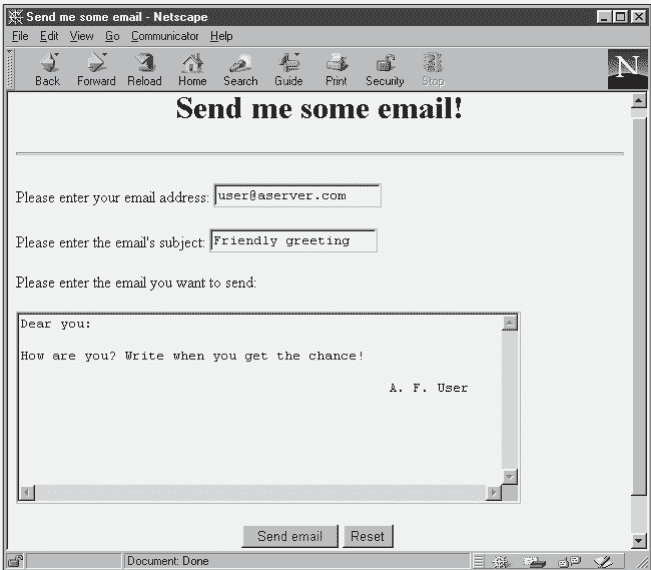 Send me some email - Netscape
File Edit View Go Communicator Help
Back Forward Reload Home Search Guide Print Security Stop
N
Send me some email!
Please enter your email address: user@aserver.com
Please enter the email's subject: Friendly greeting
Please enter the email you want to send:
Dear you:
How are you? Write when you get the chance!
A. F. User
Send email Reset
Document: Done